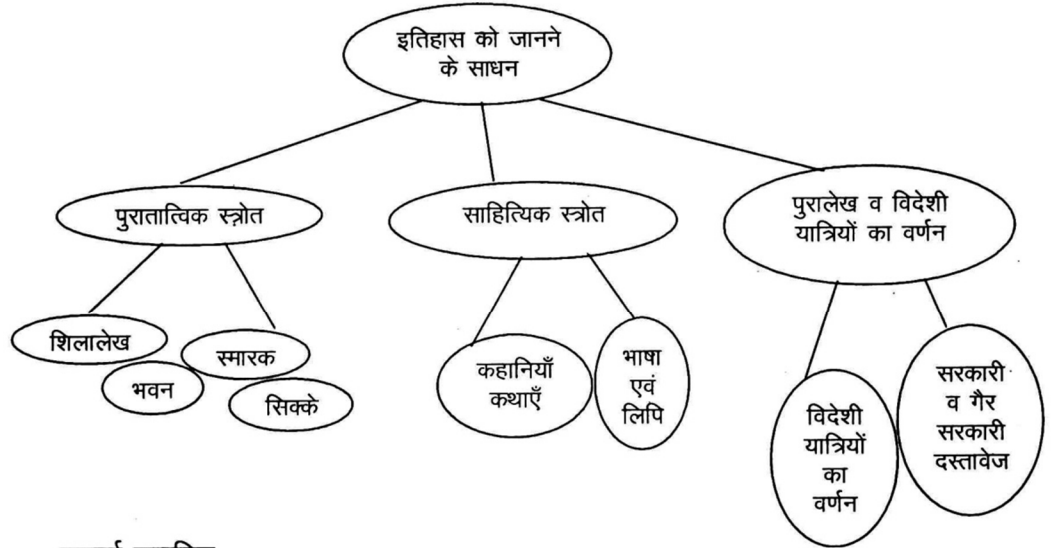 इतिहास को जानने
के साधन
पुरातात्विक स्त्रोत
साहित्यिक स्त्रोत
पुरालेख व विदेशी
यात्रियों का वर्णन
शिलालेख
भवन
स्मारक
सिक्के
कहानियाँ
कथाएँ
भाषा
एवं
लिपि
विदेशी
यात्रियों
का
वर्णन
सरकारी
व गैर
सरकारी
दस्तावेज